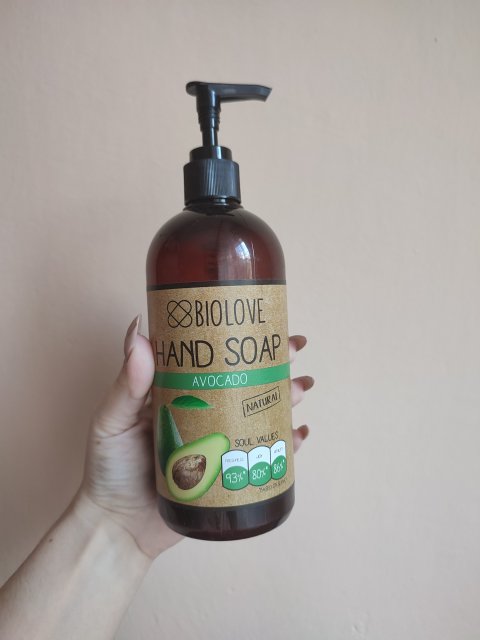 BIOLOVE
HAND SOAP
AVOCADO
NATURAL
SOUL VALUES
93%* 80%* 86%*